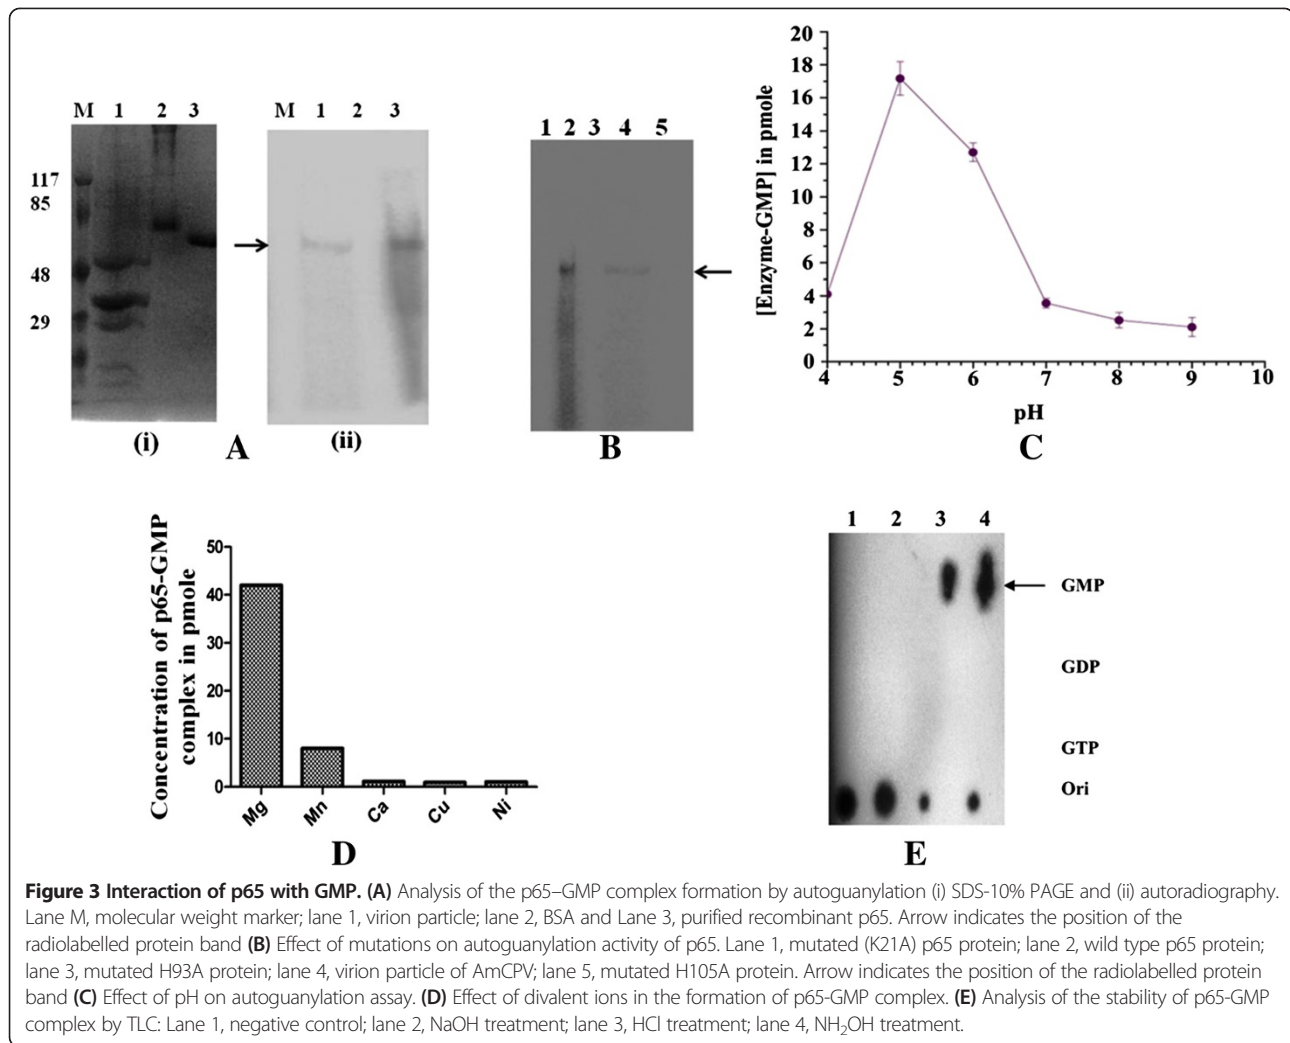 M 1 2 3
117
85
48
29
(i)
M 1 2 3
(ii)
A
1 2 3 4 5
B
[Enzyme-GMP] in pmole
20
18
16
14
12
10
8
6
4
2
0
4 5 6 7 8 9 10
pH
C
Concentration of p65-GMP
complex in pmole
50
40
30
20
10
0
Mg Mn Ca Cu Ni
D
1 2 3 4
GMP
GDP
GTP
Ori
E
Figure 3 Interaction of p65 with GMP. (A) Analysis of the p65–GMP complex formation by autoguanylation (i) SDS-10% PAGE and (ii) autoradiography.
Lane M, molecular weight marker; lane 1, virion particle; lane 2, BSA and Lane 3, purified recombinant p65. Arrow indicates the position of the
radiolabelled protein band (B) Effect of mutations on autoguanylation activity of p65. Lane 1, mutated (K21A) p65 protein; lane 2, wild type p65 protein;
lane 3, mutated H93A protein; lane 4, virion particle of AmCPV; lane 5, mutated H105A protein. Arrow indicates the position of the radiolabelled protein
band (C) Effect of pH on autoguanylation assay. (D) Effect of divalent ions in the formation of p65-GMP complex. (E) Analysis of the stability of p65-GMP
complex by TLC: Lane 1, negative control; lane 2, NaOH treatment; lane 3, HCl treatment; lane 4, NH₂OH treatment.